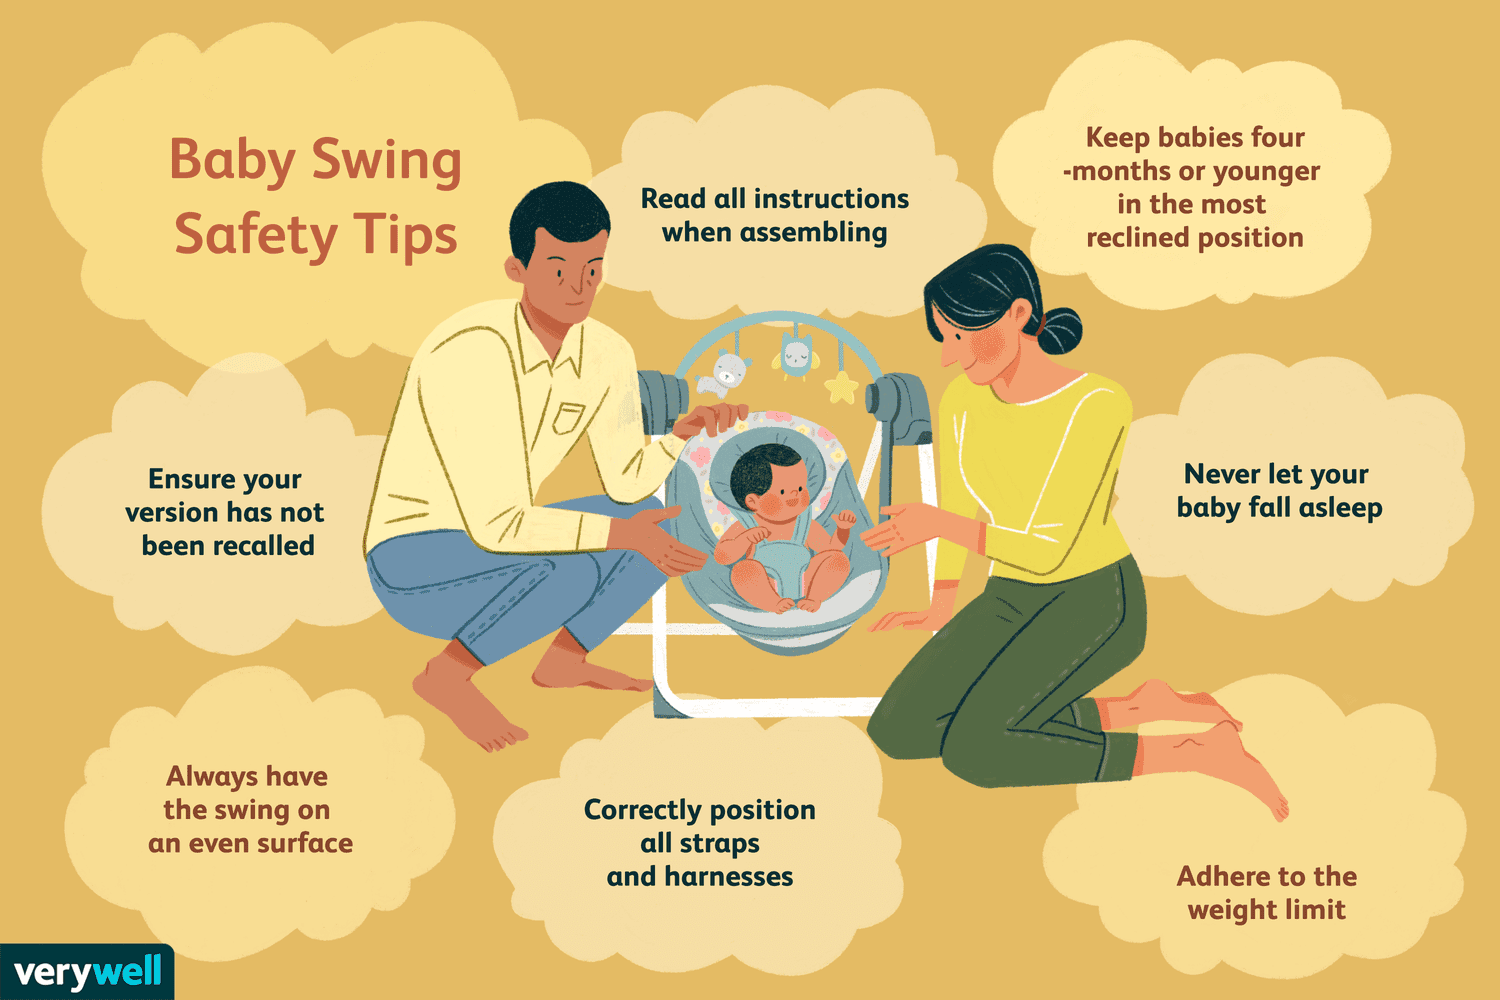 Baby Swing
Safety Tips
Read all instructions
when assembling
Keep babies four
-months or younger
in the most
reclined position
Ensure your
version has not
been recalled
Never let your
baby fall asleep
Always have
the swing on
an even surface
Correctly position
all straps
and harnesses
Adhere to the
weight limit
verywell